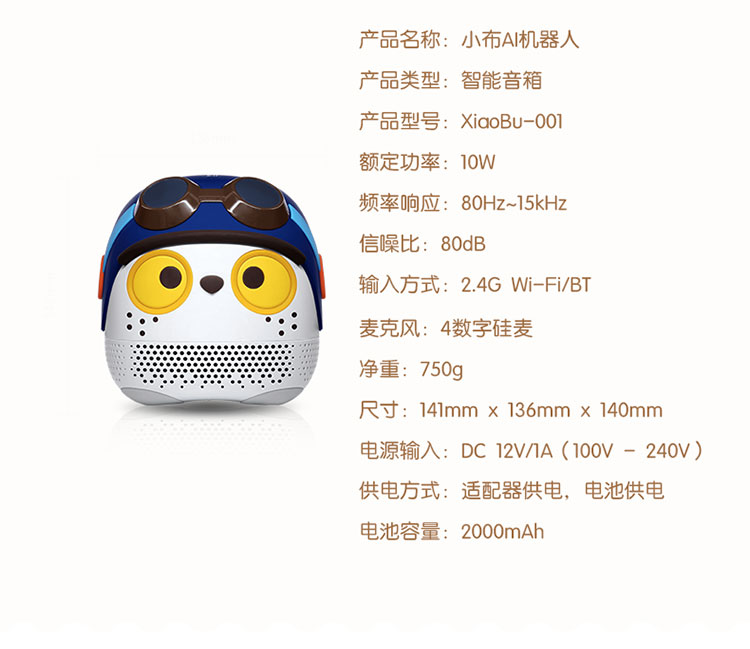 产品名称：小布AI机器人
产品类型：智能音箱
产品型号：XiaoBu-001
额定功率：10W
频率响应：80Hz~15kHz
信噪比：80dB
输入方式：2.4G Wi-Fi/BT
麦克风：4数字硅麦
净重：750g
尺寸：141mm x 136mm x 140mm
电源输入：DC 12V/1A（100V - 240V）
供电方式：适配器供电，电池供电
电池容量：2000mAh